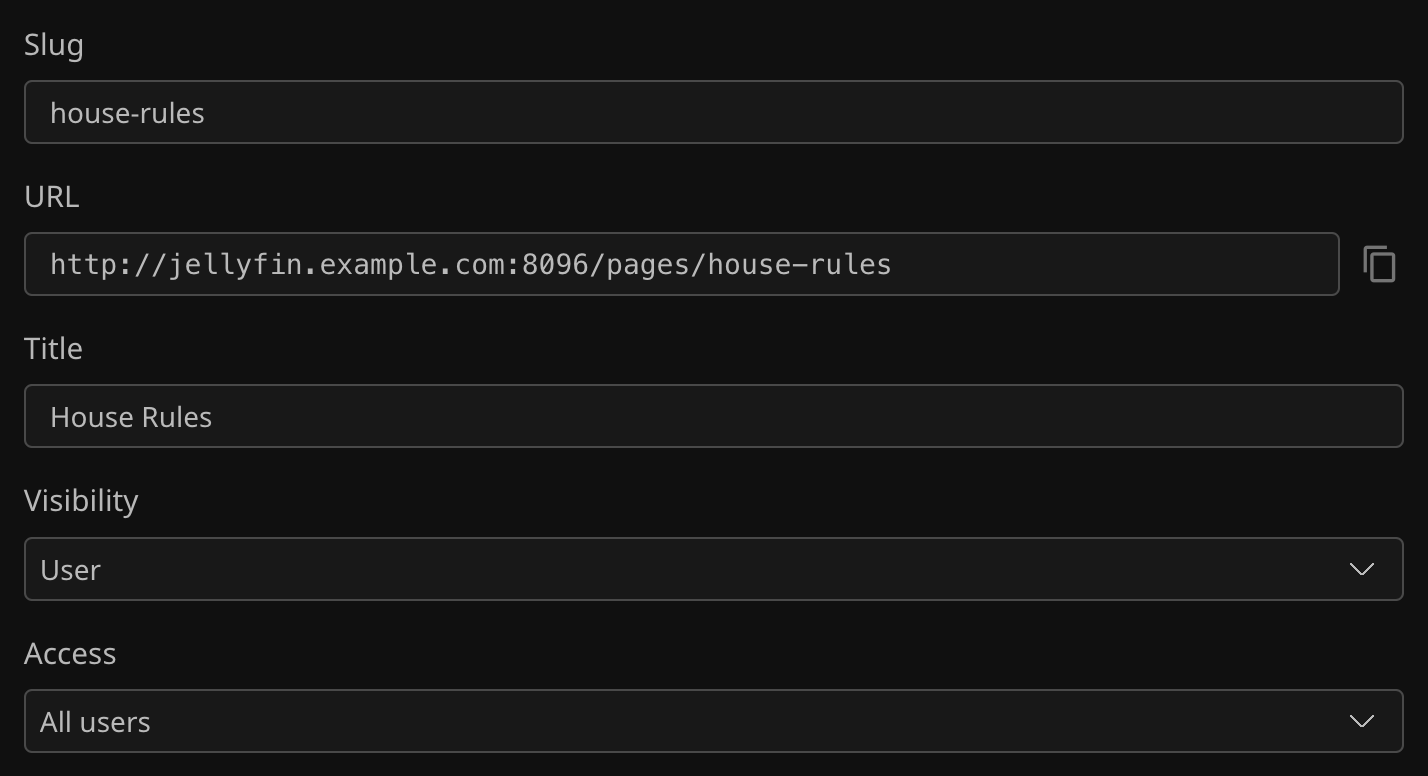 Slug
house-rules
URL
http://jellyfin.example.com:8096/pages/house-rules
Title
House Rules
Visibility
User
Access
All users